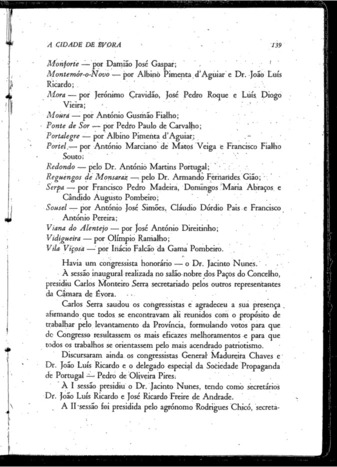 A CIDADE DE ÉVORA 139
Monforte — por Damião José Gaspar;
Montemór-o-Novo — por Albino Pimenta d'Aguiar e Dr. João Luís
Ricardo;
Mora — por Jerónimo Cravidão, José Pedro Roque e Luís Diogo
Vieira;
Moura — por António Gusmão Fialho;
Ponte de Sor — por Pedro Paulo de Carvalho;
Portalegre — por Albino Pimenta d'Aguiar;
Portel — por António Marciano de Matos Veiga e Francisco Fialho
Souto;
Redondo — pelo Dr. António Martins Portugal;
Reguengos de Monsaraz — pelo Dr. Armando Fernandes Gião;
Serpa — por Francisco Pedro Madeira, Domingos Maria Abraços e
Cândido Augusto Pombeiro;
Sousel — por António José Simões, Cláudio Dórdio Pais e Francisco
António Pereira;
Viana do Alentejo — por José António Direitinho;
Vidigueira — por Olímpio Ramalho;
Vila Viçosa — por Inácio Falcão da Gama Pombeiro.
Havia um congressista honorário — o Dr. Jacinto Nunes.
À sessão inaugural realizada no salão nobre dos Paços do Concelho,
presidiu Carlos Monteiro Serra secretariado pelos outros representantes
da Câmara de Évora.
Carlos Serra saudou os congressistas e agradeceu a sua presença
afirmando que todos se encontravam ali reunidos com o propósito de
trabalhar pelo levantamento da Província, formulando votos para que
do Congresso resultassem os mais eficazes melhoramentos e para que
todos os trabalhos se orientassem pelo mais acendrado patriotismo.
Discursaram ainda os congressistas General Madureira Chaves e
Dr. João Luís Ricardo e o delegado especial da Sociedade Propaganda
de Portugal — Pedro de Oliveira Pires.
À I sessão presidiu o Dr. Jacinto Nunes, tendo como secretários
Dr. João Luís Ricardo e José Ricardo Freire de Andrade.
A II sessão foi presidida pelo agrónomo Rodrigues Chicó, secreta-